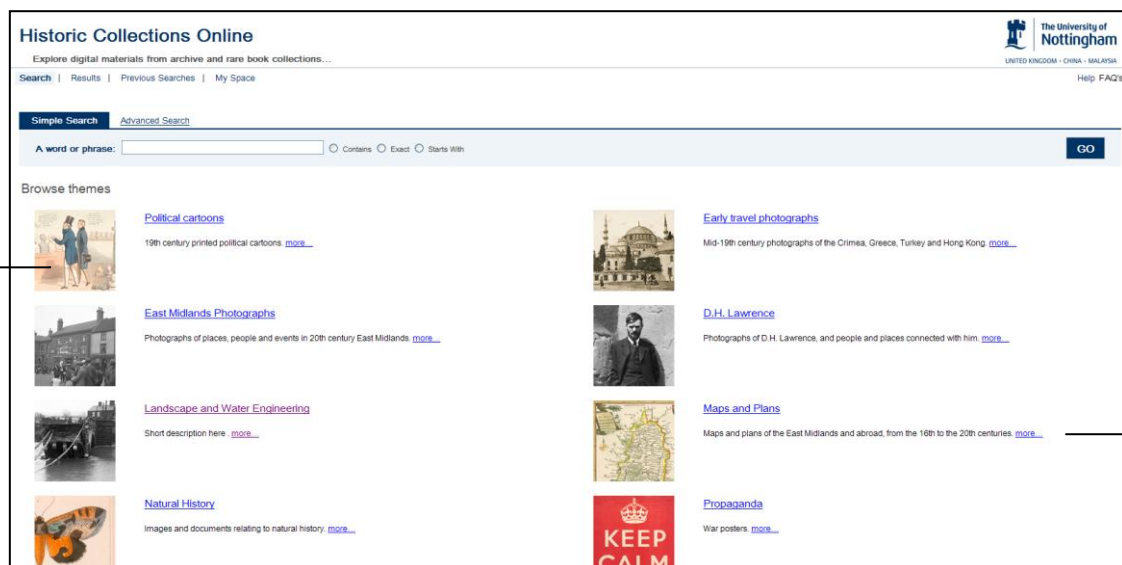 Historic Collections Online
Explore digital materials from archive and rare book collections...
The University of
Nottingham
UNITED KINGDOM · CHINA · MALAYSIA
Search | Results | Previous Searches | My Space
Help FAQ's
Simple Search Advanced Search
A word or phrase: Contains Exact Starts With GO
Browse themes
Political cartoons
19th century printed political cartoons. more...
Early travel photographs
Mid-19th century photographs of the Crimea, Greece, Turkey and Hong Kong. more...
East Midlands Photographs
Photographs of places, people and events in 20th century East Midlands. more...
D.H. Lawrence
Photographs of D.H. Lawrence, and people and places connected with him. more...
Landscape and Water Engineering
Short description here . more...
Maps and Plans
Maps and plans of the East Midlands and abroad, from the 16th to the 20th centuries. more...
Natural History
Images and documents relating to natural history. more...
KEEP
CALM
Propaganda
War posters. more...